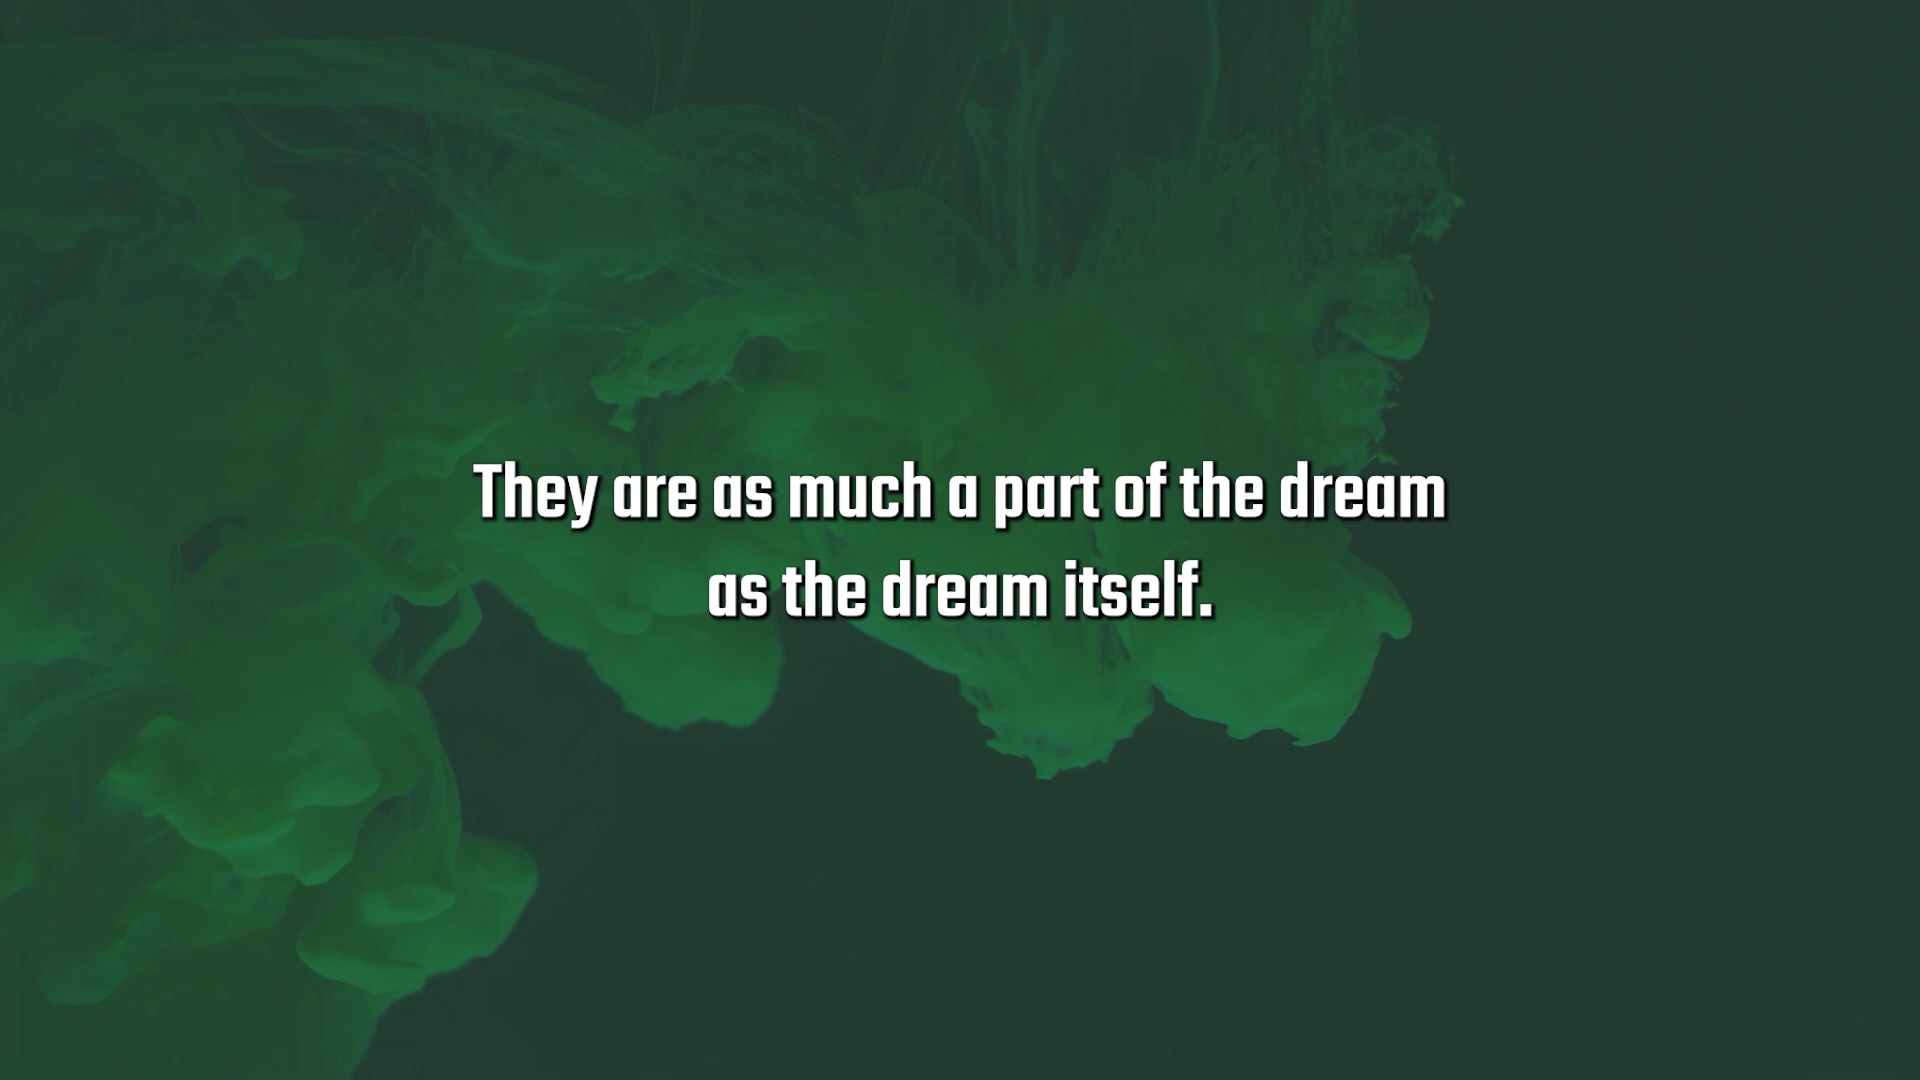 They are as much a part of the dream
as the dream itself.